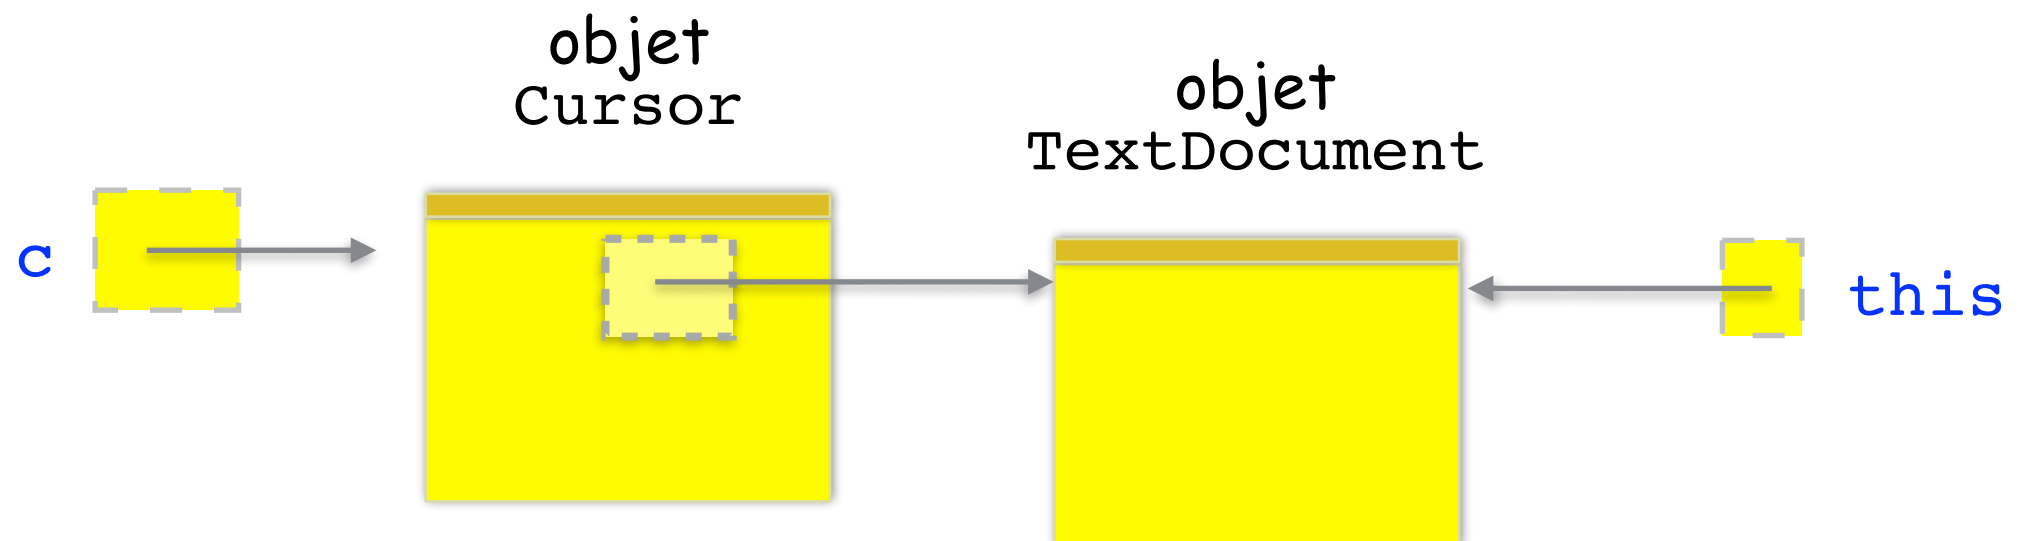 objet
Cursor
objet
TextDocument
c
this